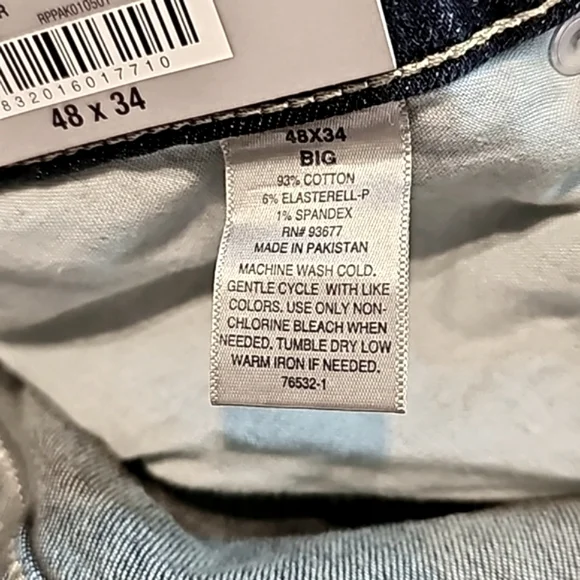 R RPPAK010501
832016017710
48 x 34
48X34
BIG
93% COTTON
6% ELASTERELL-P
1% SPANDEX
RN# 93677
MADE IN PAKISTAN
MACHINE WASH COLD.
GENTLE CYCLE WITH LIKE
COLORS. USE ONLY NON-
CHLORINE BLEACH WHEN
NEEDED. TUMBLE DRY LOW
WARM IRON IF NEEDED.
76532-1